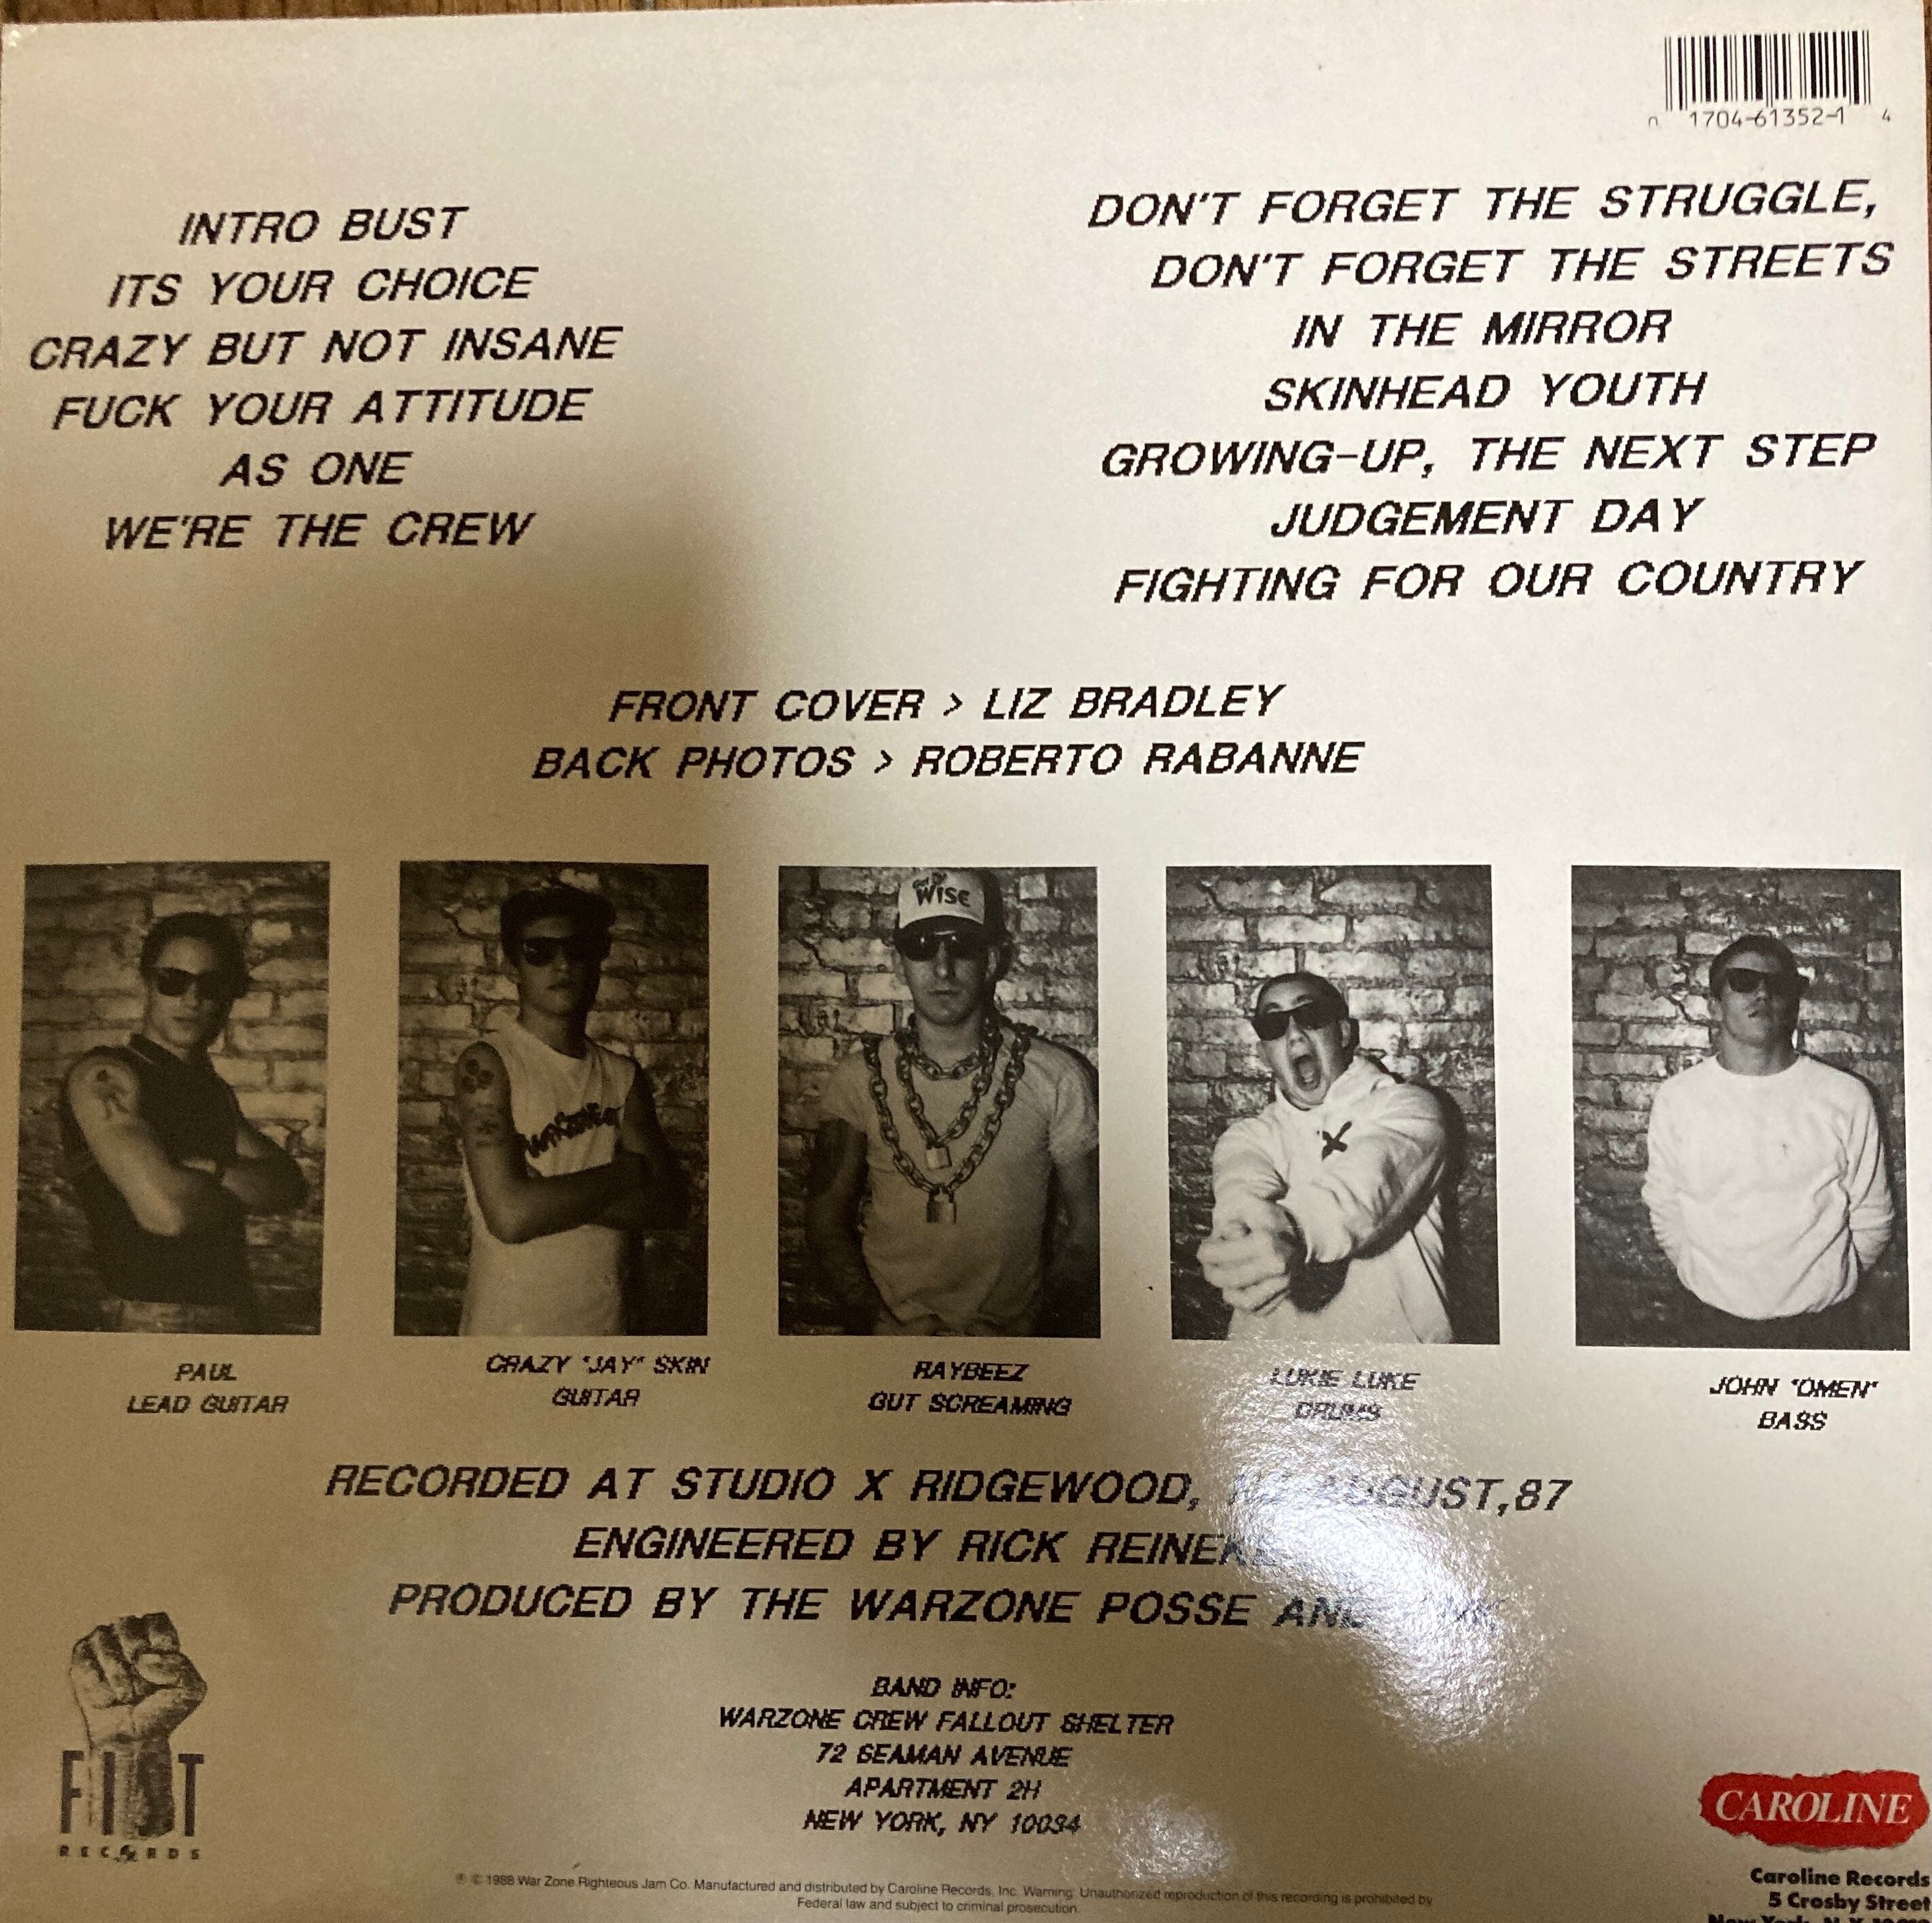 1704-61352-1 4
INTRO BUST
ITS YOUR CHOICE
CRAZY BUT NOT INSANE
FUCK YOUR ATTITUDE
AS ONE
WE'RE THE CREW
DON'T FORGET THE STRUGGLE,
DON'T FORGET THE STREETS
IN THE MIRROR
SKINHEAD YOUTH
GROWING-UP, THE NEXT STEP
JUDGEMENT DAY
FIGHTING FOR OUR COUNTRY
FRONT COVER > LIZ BRADLEY
BACK PHOTOS > ROBERTO RABANNE
WISE
WARZONE
PAUL
LEAD GUITAR
CRAZY "JAY" SKIN
GUITAR
RAYBEEZ
GUT SCREAMING
LUKIE LUKE
DRUMS
JOHN "OMEN"
BASS
RECORDED AT STUDIO X RIDGEWOOD, AUGUST,87
ENGINEERED BY RICK
PRODUCED BY THE WARZONE POSSE AND
BAND INFO:
WARZONE CREW FALLOUT SHELTER
72 SEAMAN AVENUE
APARTMENT 2H
NEW YORK, NY 10034
FIST
RECORDS
CAROLINE
Caroline Records
5 Crosby Street
New York, N.Y.
℗ © 1988 War Zone Righteous Jam Co. Manufactured and distributed by Caroline Records, Inc. Warning: Unauthorized reproduction of this recording is prohibited by
Federal law and subject to criminal prosecution.